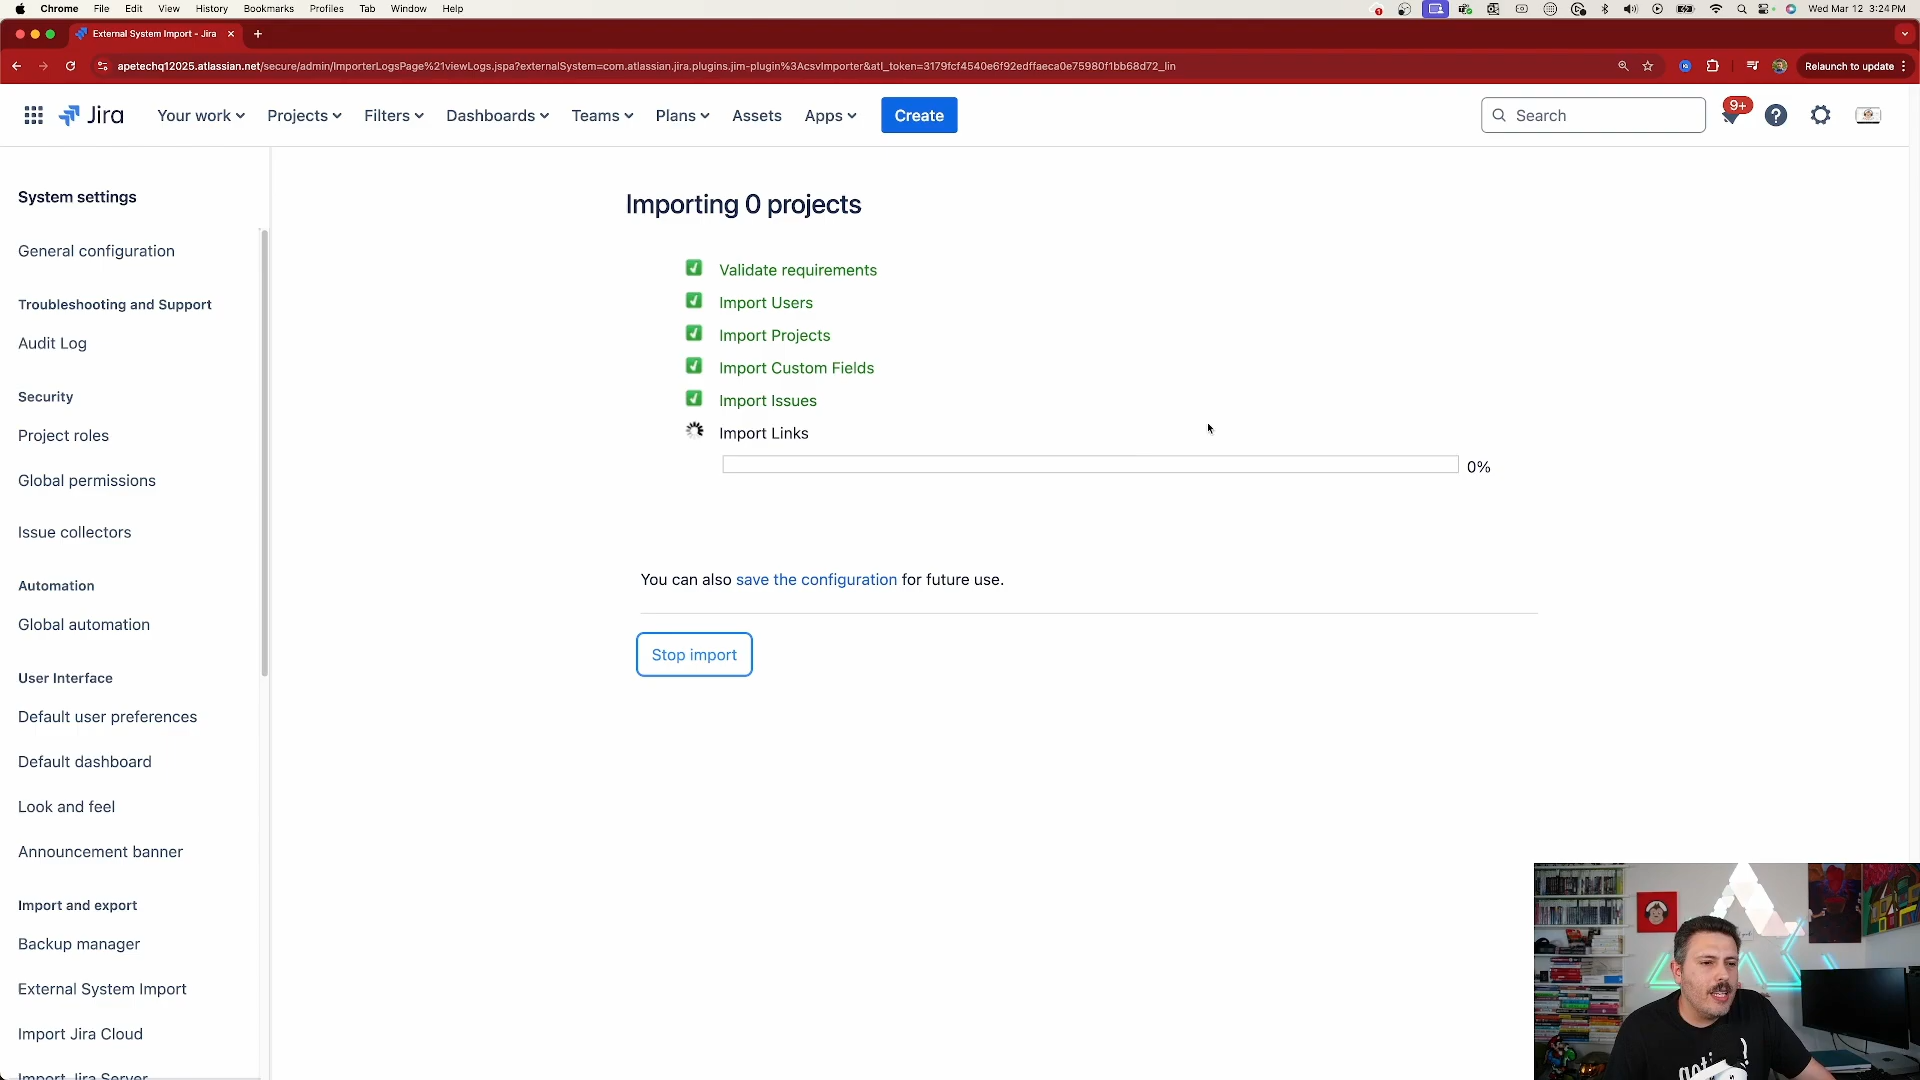 Chrome File Edit View History Bookmarks Profiles Tab Window Help
1
Wed Mar 12 3:24 PM
External System Import - Jira
apetechq12025.atlassian.net/secure/admin/ImporterLogsPage%21viewLogs.jspa?externalSystem=com.atlassian.jira.plugins.jim-plugin%3AcsvImporter&atl_token=3179fcf4540e6f92edffaeca0e75980f1bb68d72_lin
Relaunch to update
Jira
Your work Projects Filters Dashboards Teams Plans Assets Apps Create
Search
9+
System settings
General configuration
Troubleshooting and Support
Audit Log
Security
Project roles
Global permissions
Issue collectors
Automation
Global automation
User Interface
Default user preferences
Default dashboard
Look and feel
Announcement banner
Import and export
Backup manager
External System Import
Import Jira Cloud
Import Jira Server
Importing 0 projects
Validate requirements
Import Users
Import Projects
Import Custom Fields
Import Issues
Import Links
0%
You can also save the configuration for future use.
Stop import